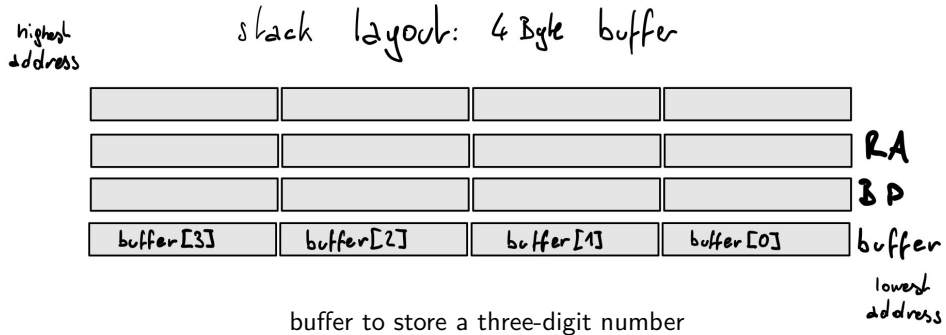 stack layout: 4 Byte buffer
highest
address
RA
BP
buffer[3] buffer[2] buffer[1] buffer[0] buffer
lowest
address
buffer to store a three-digit number